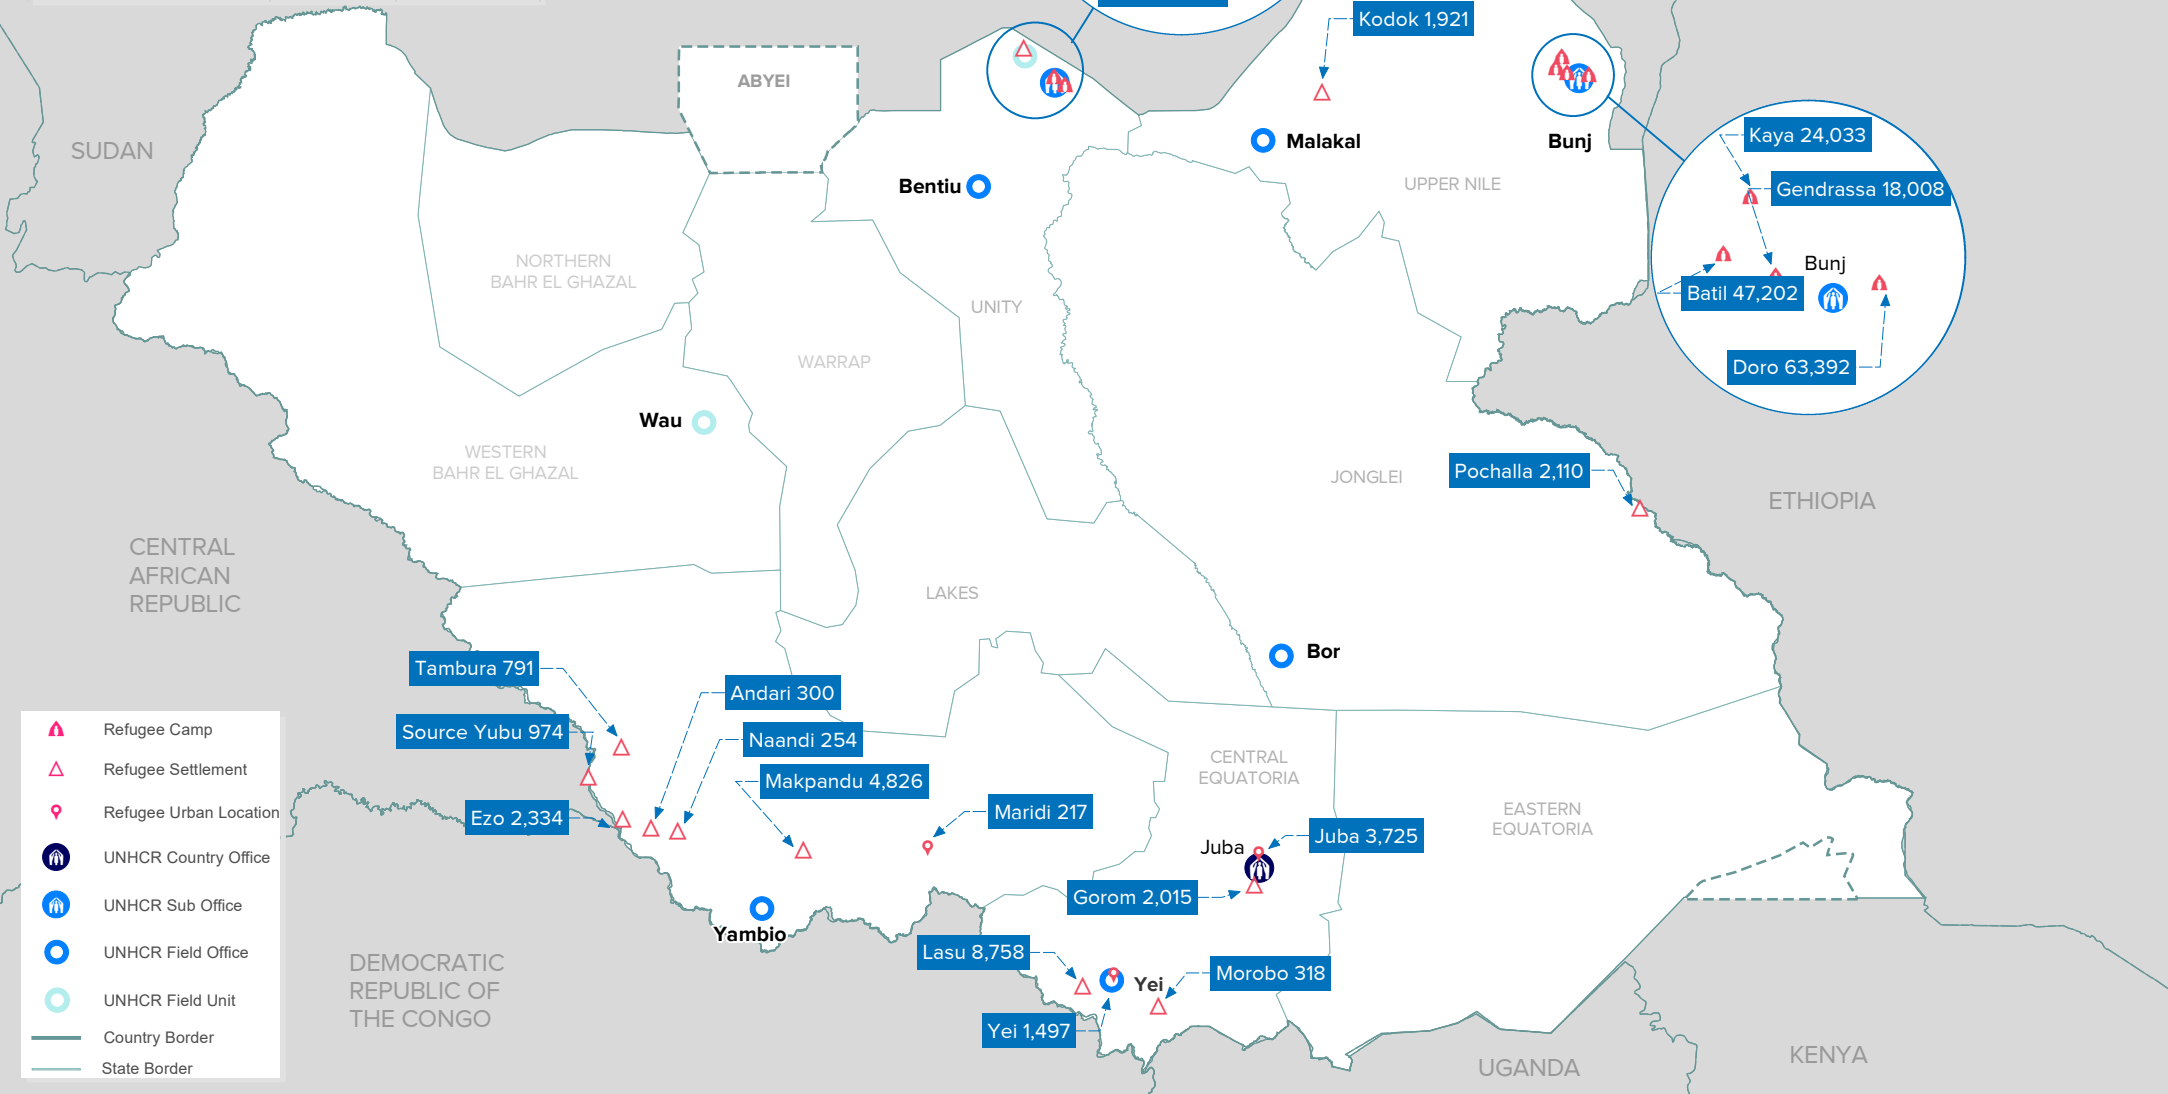 Kodok 1,921
ABYEI
SUDAN
Malakal
Bunj
Kaya 24,033
Bentiu
UPPER NILE
Gendrassa 18,008
NORTHERN
BAHR EL GHAZAL
Bunj
UNITY
Batil 47,202
WARRAP
Doro 63,392
Wau
WESTERN
BAHR EL GHAZAL
JONGLEI
Pochalla 2,110
ETHIOPIA
CENTRAL
AFRICAN
REPUBLIC
LAKES
Bor
Tambura 791
Andari 300
Source Yubu 974
Naandi 254
Makpandu 4,826
CENTRAL
EQUATORIA
Ezo 2,334
Maridi 217
EASTERN
EQUATORIA
Juba
Juba 3,725
Gorom 2,015
Yambio
Lasu 8,758
Yei
Morobo 318
Yei 1,497
DEMOCRATIC
REPUBLIC OF
THE CONGO
UGANDA
KENYA
Refugee Camp
Refugee Settlement
Refugee Urban Location
UNHCR Country Office
UNHCR Sub Office
UNHCR Field Office
UNHCR Field Unit
Country Border
State Border